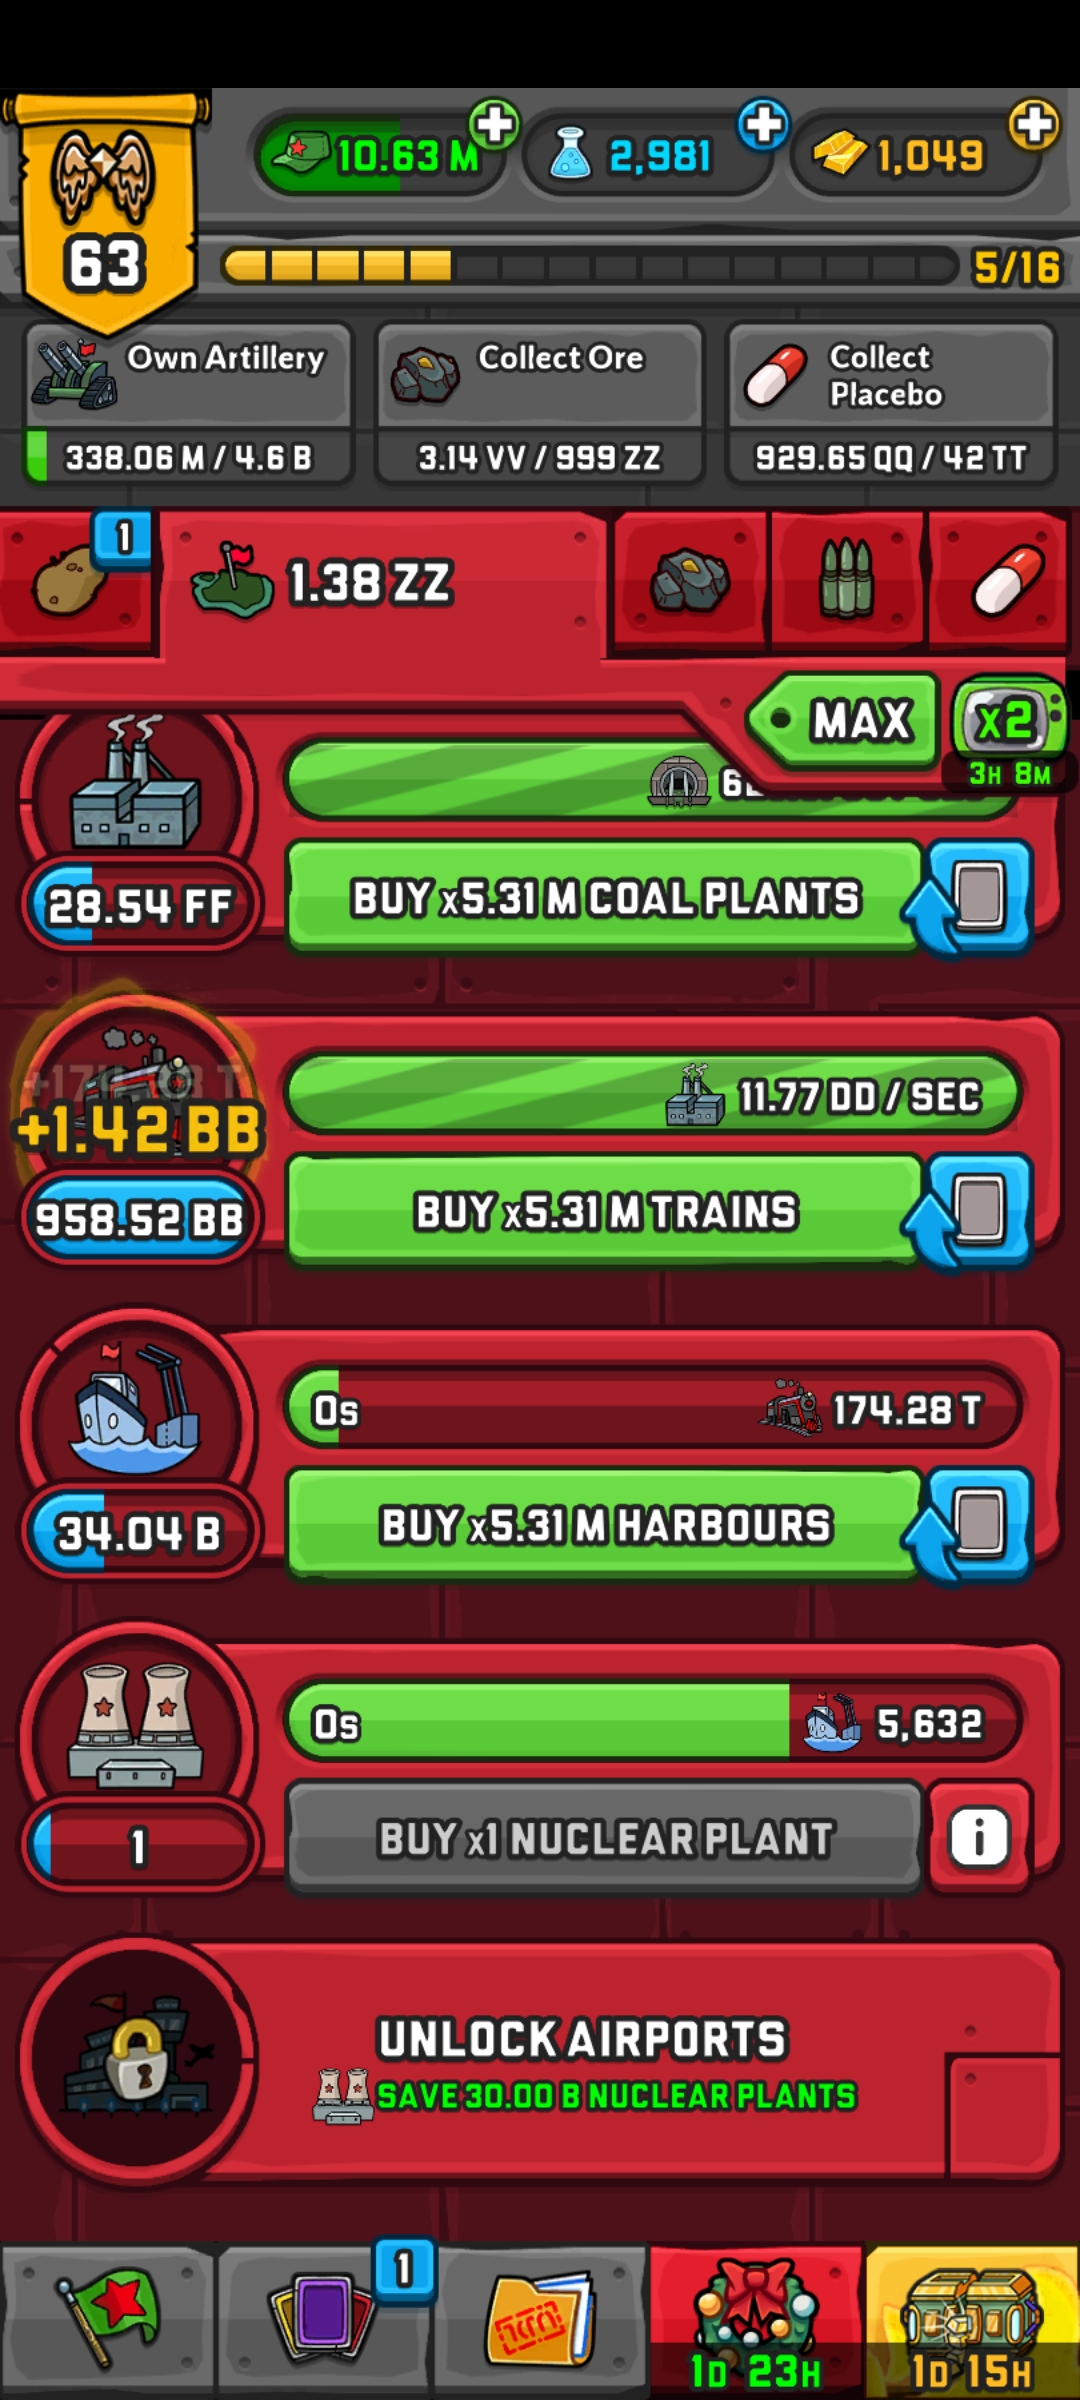 10.63 M
2,981
1,049
63
5/16
Own Artillery
338.06 M / 4.6 B
Collect Ore
3.14 VV / 999 ZZ
Collect
Placebo
929.65 QQ / 42 TT
1
1.38 ZZ
MAX
x2
3H 8M
28.54 FF
BUY x5.31 M COAL PLANTS
+1.42 BB
958.52 BB
11.77 DD / SEC
BUY x5.31 M TRAINS
34.04 B
0s
174.28 T
BUY x5.31 M HARBOURS
1
0s
5,632
BUY x1 NUCLEAR PLANT
i
UNLOCK AIRPORTS
SAVE 30.00 B NUCLEAR PLANTS
1
1D 23H
1D 15H